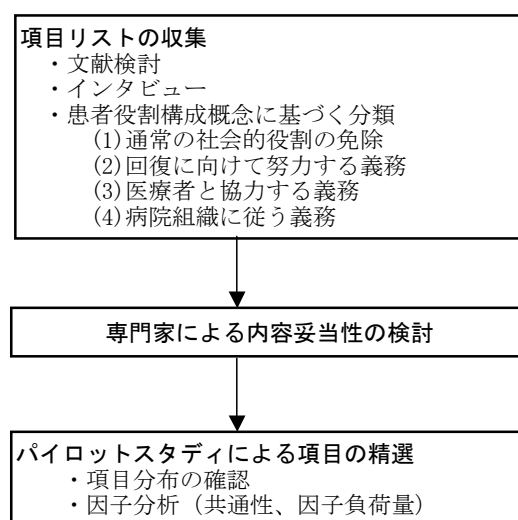 項目リストの収集
・文献検討
・インタビュー
・患者役割構成概念に基づく分類
(1)通常の社会的役割の免除
(2)回復に向けて努力する義務
(3)医療者と協力する義務
(4)病院組織に従う義務
専門家による内容妥当性の検討
パイロットスタディによる項目の精選
・項目分布の確認
・因子分析（共通性、因子負荷量）